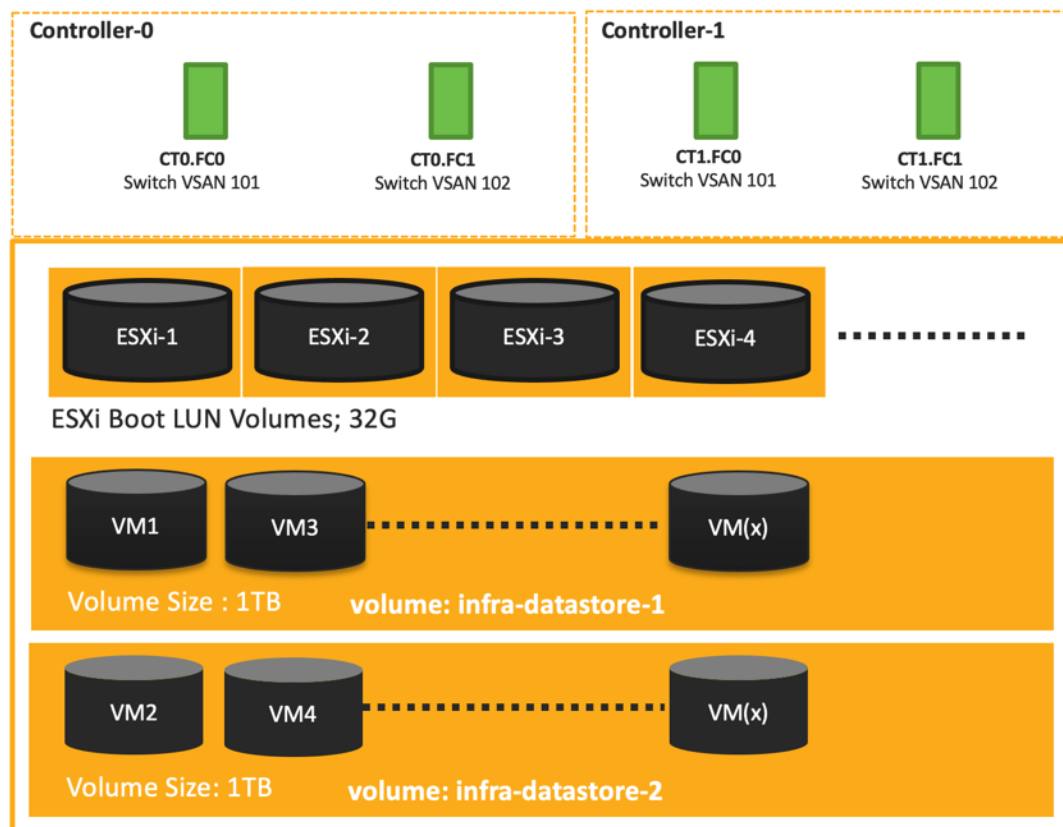 Controller-0
CT0.FC0
Switch VSAN 101
CT0.FC1
Switch VSAN 102
Controller-1
CT1.FC0
Switch VSAN 101
CT1.FC1
Switch VSAN 102
ESXi-1
ESXi-2
ESXi-3
ESXi-4
ESXi Boot LUN Volumes; 32G
VM1
VM3
VM(x)
Volume Size : 1TB
volume: infra-datastore-1
VM2
VM4
VM(x)
Volume Size: 1TB
volume: infra-datastore-2